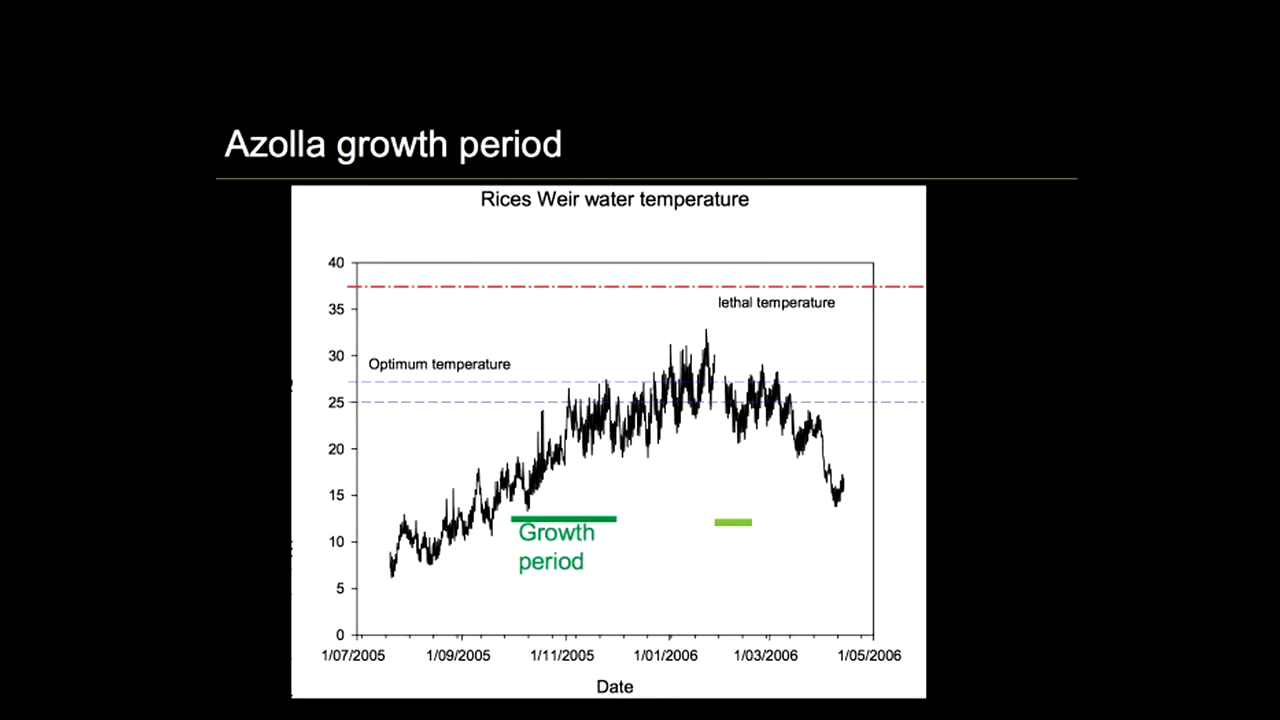 Azolla growth period
Rices Weir water temperature
40
lethal temperature
35
30
Optimum temperature
25
20
15
Growth
period
10
5
0
1/07/2005 1/09/2005 1/11/2005 1/01/2006 1/03/2006 1/05/2006
Date